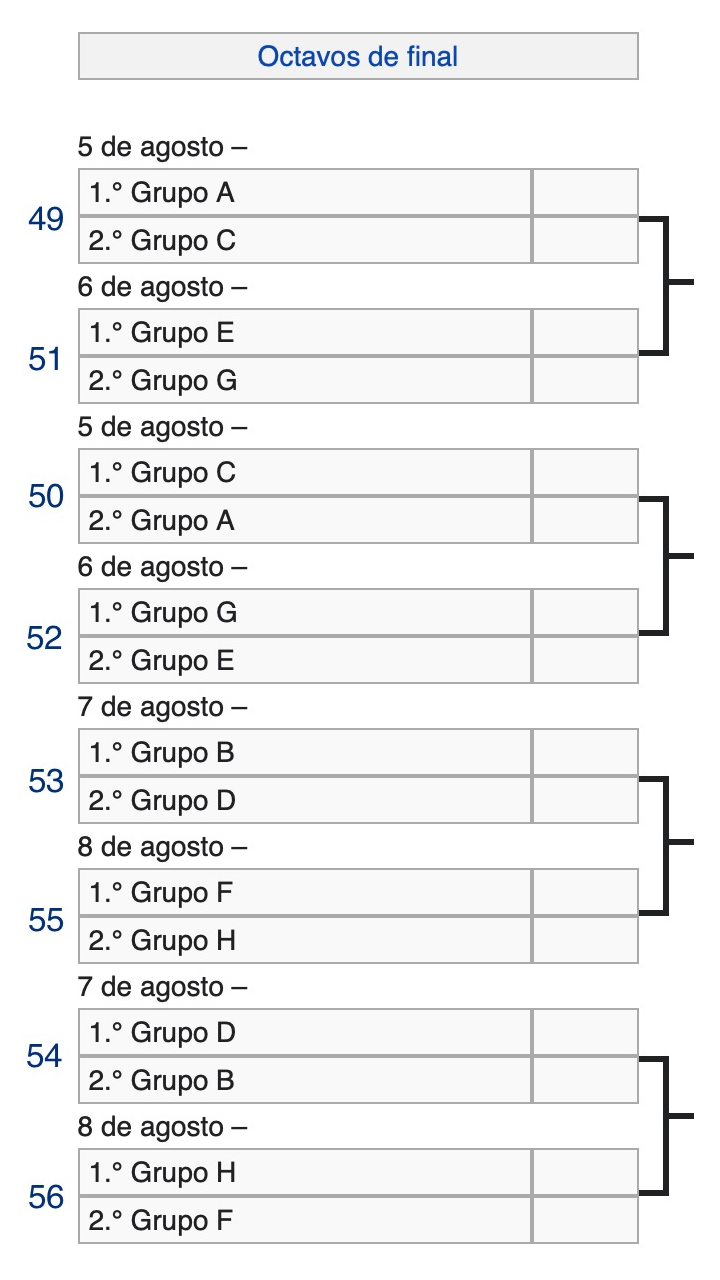 Octavos de final
5 de agosto –
49
1.° Grupo A
2.° Grupo C
6 de agosto –
51
1.° Grupo E
2.° Grupo G
5 de agosto –
50
1.° Grupo C
2.° Grupo A
6 de agosto –
52
1.° Grupo G
2.° Grupo E
7 de agosto –
53
1.° Grupo B
2.° Grupo D
8 de agosto –
55
1.° Grupo F
2.° Grupo H
7 de agosto –
54
1.° Grupo D
2.° Grupo B
8 de agosto –
56
1.° Grupo H
2.° Grupo F